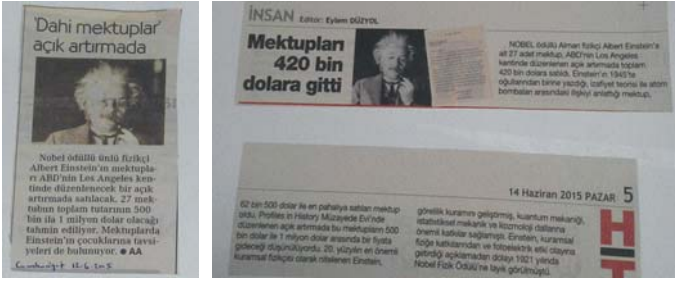 'Dahi mektuplar'
açık artırmada
Nobel ödüllü ünlü fizikçi
Albert Einstein'ın mektupla-
rı ABD'nin Los Angeles ken-
tinde düzenlenecek bir açık
artırmada satılacak. 27 mek-
tubun toplam tutarının 500
bin ila 1 milyon dolar olacağı
tahmin ediliyor. Mektuplarda
Einstein'ın çocuklarına tavsi-
yeleri de bulunuyor. ● AA
Cumhuriyet 12.6.2015
İNSAN Editör: Eylem DÜZYOL
Mektupları
420 bin
dolara gitti
NOBEL ödüllü Alman fizikçi Albert Einstein'a
ait 27 adet mektup, ABD'nin Los Angeles
kentinde düzenlenen açık artırmada toplam
420 bin dolara satıldı. Einstein'ın 1945'te
oğullarından birine yazdığı, izafiyet teorisi ile atom
bombaları arasındaki ilişkiyi anlattığı mektup,
14 Haziran 2015 PAZAR 5
62 bin 500 dolar ile en pahalıya satılan mektup
oldu. Profiles in History Müzayede Evi'nde
düzenlenen açık artırmada bu mektupların 500
bin dolar ile 1 milyon dolar arasında bir fiyata
gideceği düşünülüyordu. 20. yüzyılın en önemli
kuramsal fizikçisi olarak nitelenen Einstein,
görelilik kuramını geliştirmiş, kuantum mekaniği,
istatistiksel mekanik ve kozmoloji dallarına
önemli katkılar sağlamıştı. Einstein, kuramsal
fiziğe katkılarından ve fotoelektrik etki olayına
getirdiği açıklamadan dolayı 1921 yılında
Nobel Fizik Ödülü'ne layık görülmüştü.